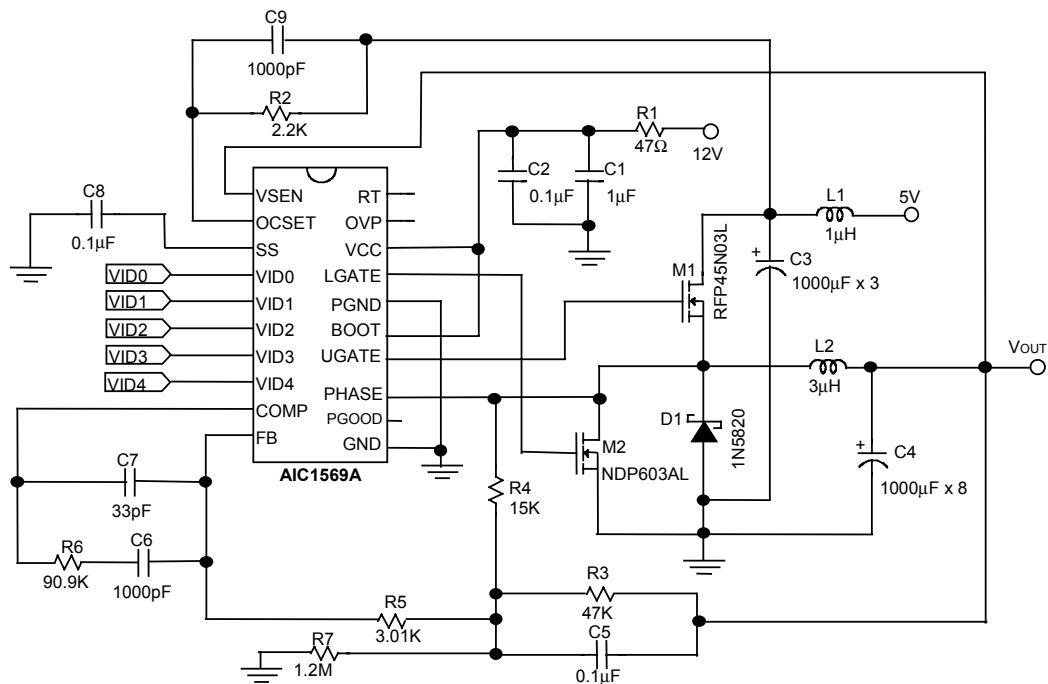 C9
1000pF
R2
2.2K
R1
47Ω
12V
C2
0.1µF
C1
1µF
C8
0.1µF
VSEN
OCSET
SS
VID0
VID1
VID2
VID3
VID4
COMP
FB
RT
OVP
VCC
LGATE
PGND
BOOT
UGATE
PHASE
PGOOD
GND
AIC1569A
VID0
VID1
VID2
VID3
VID4
L1
1µH
5V
+
C3
1000µF x 3
M1
RFP45N03L
L2
3µH
VOUT
D1
1N5820
M2
NDP603AL
+
C4
1000µF x 8
C7
33pF
R6
90.9K
C6
1000pF
R4
15K
R5
3.01K
R3
47K
C5
0.1µF
R7
1.2M